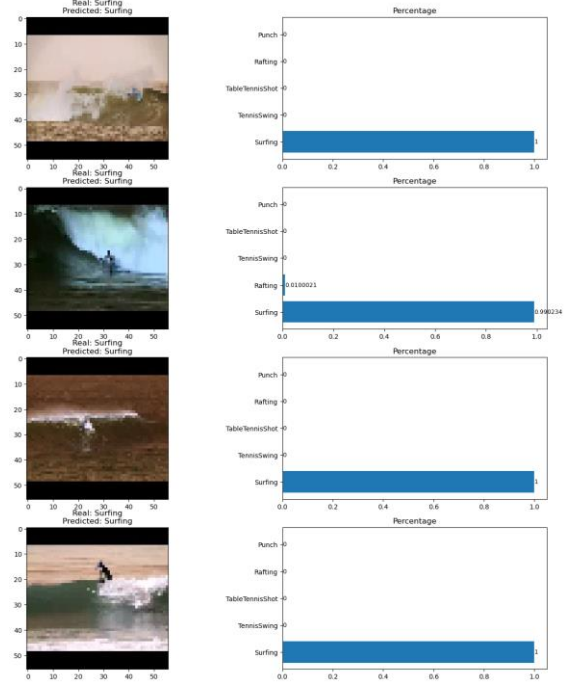 Real: Surfing
Predicted: Surfing
0
10
20
30
40
50
0 10 20 30 40 50
Percentage
Punch 0
Rafting 0
TableTennisShot 0
TennisSwing 0
Surfing 1
0.0 0.2 0.4 0.6 0.8 1.0
Real: Surfing
Predicted: Surfing
0
10
20
30
40
50
0 10 20 30 40 50
Percentage
Punch 0
TableTennisShot 0
TennisSwing 0
Rafting 0.0100021
Surfing 0.990234
0.0 0.2 0.4 0.6 0.8 1.0
Real: Surfing
Predicted: Surfing
0
10
20
30
40
50
0 10 20 30 40 50
Percentage
Punch 0
Rafting 0
TableTennisShot 0
TennisSwing 0
Surfing 1
0.0 0.2 0.4 0.6 0.8 1.0
Real: Surfing
Predicted: Surfing
0
10
20
30
40
50
0 10 20 30 40 50
Percentage
Punch 0
Rafting 0
TableTennisShot 0
TennisSwing 0
Surfing 1
0.0 0.2 0.4 0.6 0.8 1.0